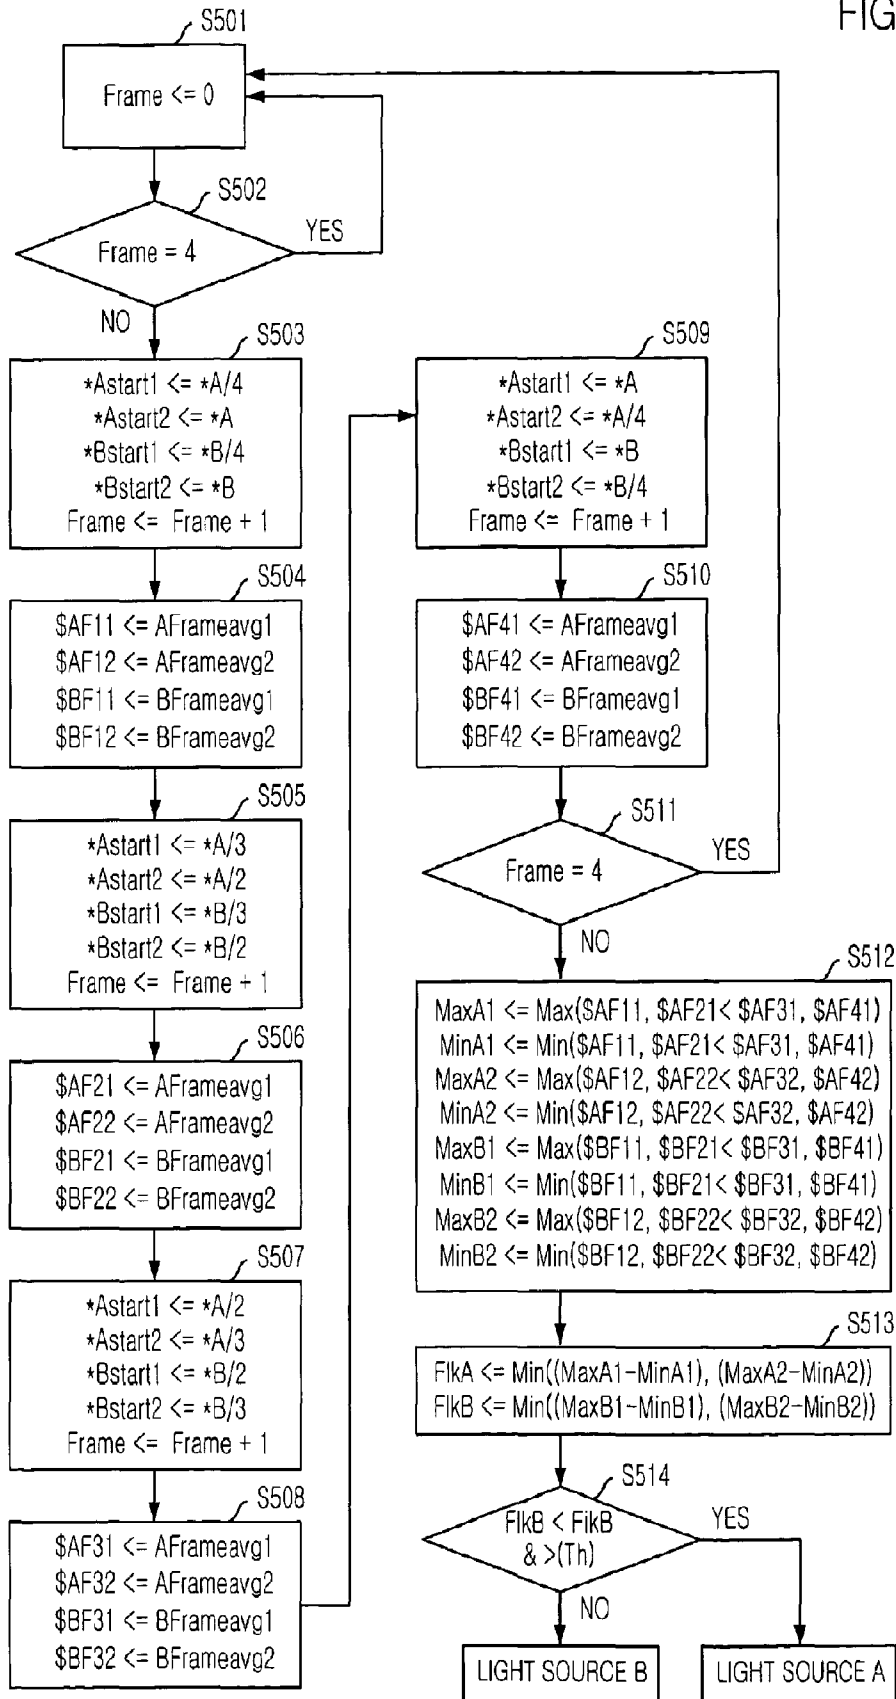 FIG
S501
Frame <= 0
S502
Frame = 4
YES
NO
S503
*Astart1 <= *A/4
*Astart2 <= *A
*Bstart1 <= *B/4
*Bstart2 <= *B
Frame <= Frame + 1
S504
$AF11 <= AFrameavg1
$AF12 <= AFrameavg2
$BF11 <= BFrameavg1
$BF12 <= BFrameavg2
S505
*Astart1 <= *A/3
*Astart2 <= *A/2
*Bstart1 <= *B/3
*Bstart2 <= *B/2
Frame <= Frame + 1
S506
$AF21 <= AFrameavg1
$AF22 <= AFrameavg2
$BF21 <= BFrameavg1
$BF22 <= BFrameavg2
S507
*Astart1 <= *A/2
*Astart2 <= *A/3
*Bstart1 <= *B/2
*Bstart2 <= *B/3
Frame <= Frame + 1
S508
$AF31 <= AFrameavg1
$AF32 <= AFrameavg2
$BF31 <= BFrameavg1
$BF32 <= BFrameavg2
S509
*Astart1 <= *A
*Astart2 <= *A/4
*Bstart1 <= *B
*Bstart2 <= *B/4
Frame <= Frame + 1
S510
$AF41 <= AFrameavg1
$AF42 <= AFrameavg2
$BF41 <= BFrameavg1
$BF42 <= BFrameavg2
S511
Frame = 4
YES
NO
S512
MaxA1 <= Max($AF11, $AF21< $AF31, $AF41)
MinA1 <= Min($AF11, $AF21< $AF31, $AF41)
MaxA2 <= Max($AF12, $AF22< $AF32, $AF42)
MinA2 <= Min($AF12, $AF22< $AF32, $AF42)
MaxB1 <= Max($BF11, $BF21< $BF31, $BF41)
MinB1 <= Min($BF11, $BF21< $BF31, $BF41)
MaxB2 <= Max($BF12, $BF22< $BF32, $BF42)
MinB2 <= Min($BF12, $BF22< $BF32, $BF42)
S513
FlkA <= Min((MaxA1-MinA1), (MaxA2-MinA2))
FlkB <= Min((MaxB1-MinB1), (MaxB2-MinB2))
S514
FlkB < FlkB
& >(Th)
YES
NO
LIGHT SOURCE B
LIGHT SOURCE A